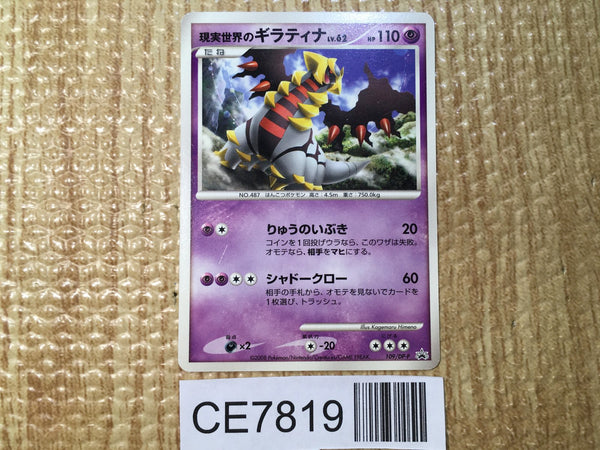 現実世界のギラティナ LV.62 HP 110
たね
NO.487 はんこつポケモン 高さ：4.5m 重さ：750.0kg
りゅうのいぶき 20
コインを1回投げウラなら、このワザは失敗。
オモテなら、相手をマヒにする。
シャドークロー 60
相手の手札から、オモテを見ないでカードを
1枚選び、トラッシュ。
Illus. Kagemaru Himeno
弱点 抵抗力 にげる
×2 -20
©2008 Pokémon/Nintendo/Creatures/GAME FREAK. 109/DP-P
CE7819